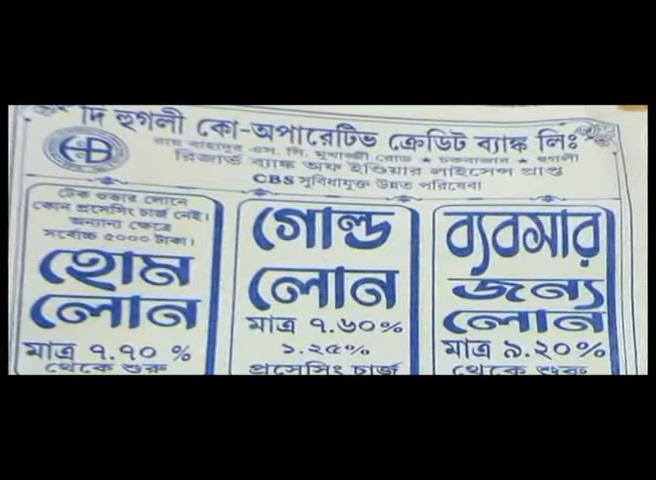 দি হুগলী কো-অপারেটিভ ক্রেডিট ব্যাঙ্ক লিঃ
রায় বাহাদুর এস. সি. মুখার্জী রোড ★ চকবাজার ★ হুগলী
রিজার্ভ ব্যাঙ্ক অফ ইন্ডিয়ার লাইসেন্স প্রাপ্ত
CBS সুবিধাযুক্ত উন্নত পরিষেবা
টেক ওভার লোনে
কোন প্রসেসিং চার্জ নেই।
অন্যান্য ক্ষেত্রে
সর্বোচ্চ ৫০০০ টাকা।
হোম
লোন
মাত্র ৭.৭০ %
থেকে শুরু
গোল্ড
লোন
মাত্র ৭.৬০%
১.২৫%
প্রসেসিং চার্জ
ব্যবসার
জন্য
লোন
মাত্র ৯.২০%
থেকে শুরু